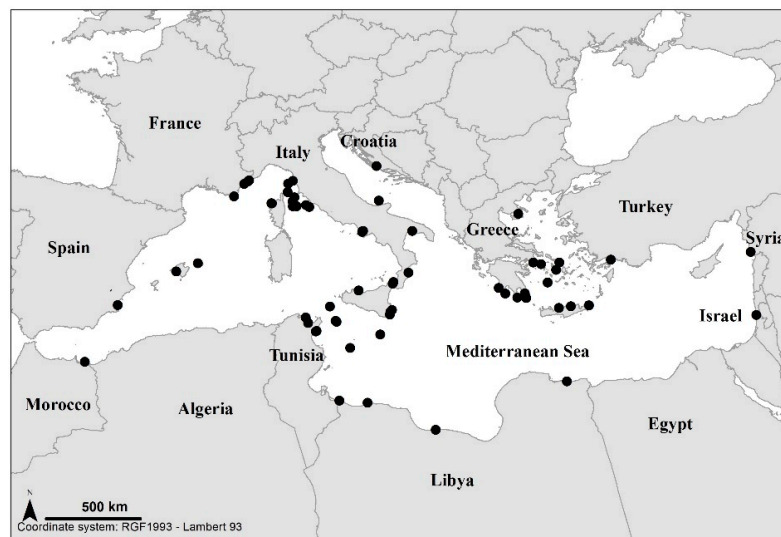 France
Croatia
Italy
Spain
Greece
Turkey
Syria
Israel
Tunisia
Mediterranean Sea
Morocco
Algeria
Egypt
Libya
N
500 km
Coordinate system: RGF1993 - Lambert 93